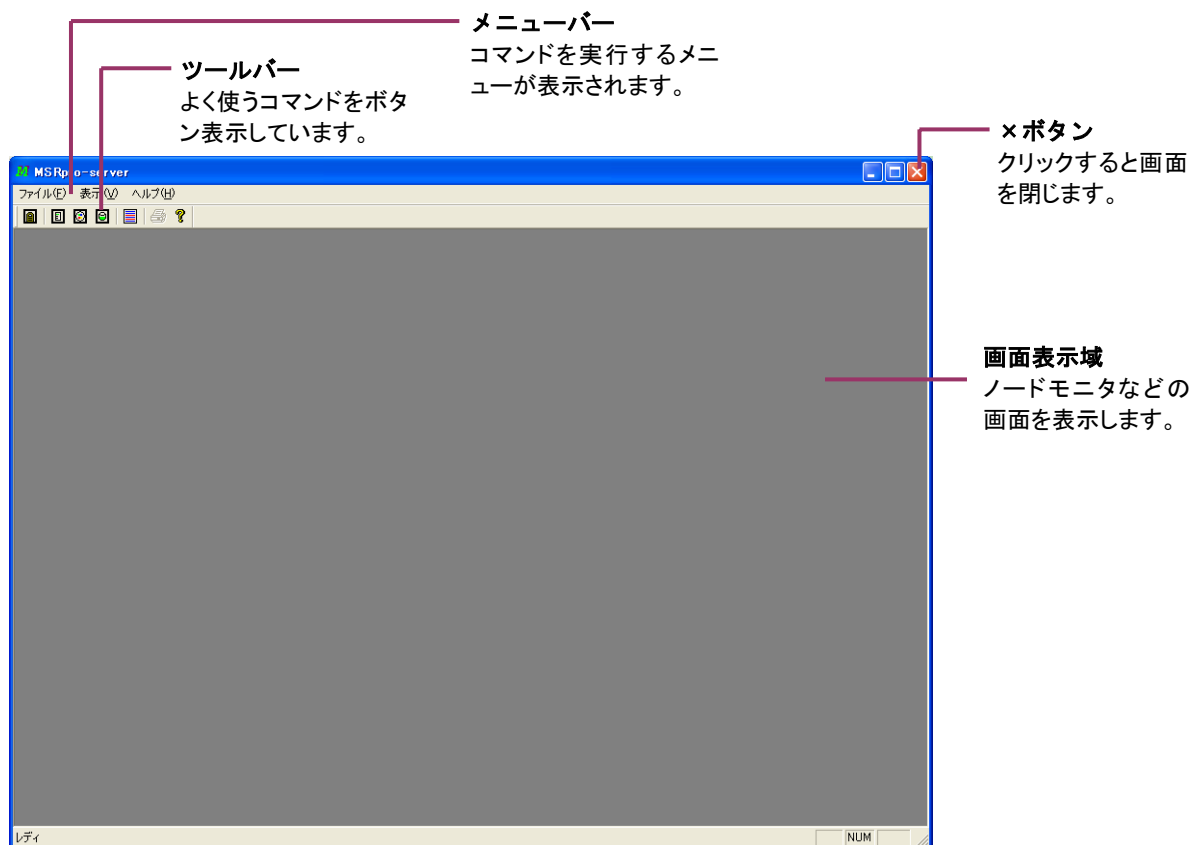 メニューバー
コマンドを実行するメニ
ューが表示されます。
ツールバー
よく使うコマンドをボタ
ン表示しています。
×ボタン
クリックすると画面
を閉じます。
MSRpro-server
ファイル(F) 表示(V) ヘルプ(H)
画面表示域
ノードモニタなどの
画面を表示します。
レディ
NUM